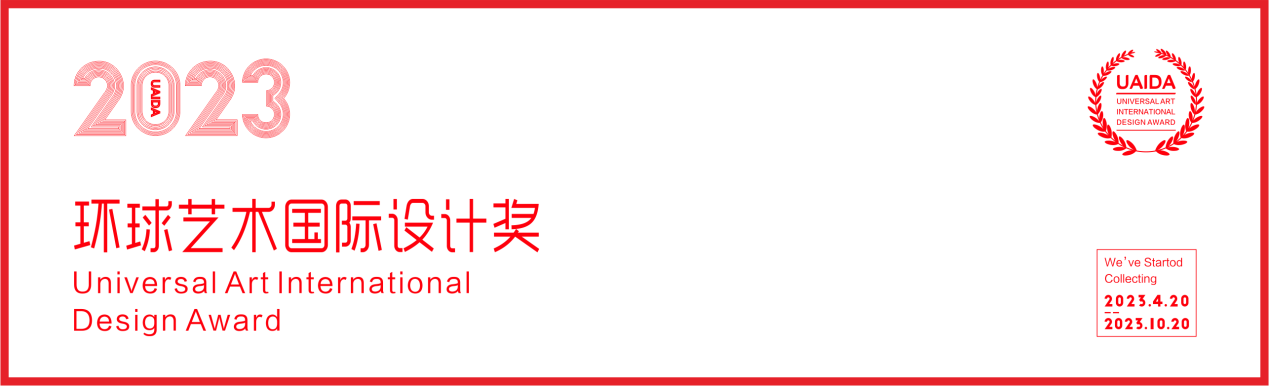 2023
UAIDA
环球艺术国际设计奖
Universal Art International
Design Award
UAIDA
UNIVERSAL ART
INTERNATIONAL
DESIGN AWARD
We've Startod
Collecting
2023.4.20
--
2023.10.20